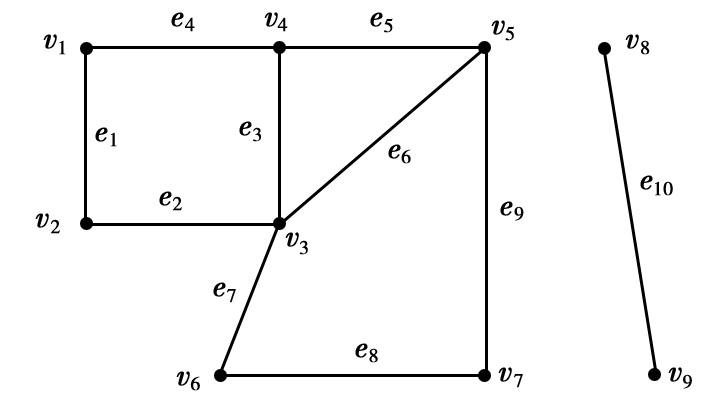 e₄ v₄ e₅ v₅
v₁ v₈
e₁ e₃ e₆
e₂ e₁₀
v₂ v₃ e₉
e₇
e₈
v₆ v₇ v₉